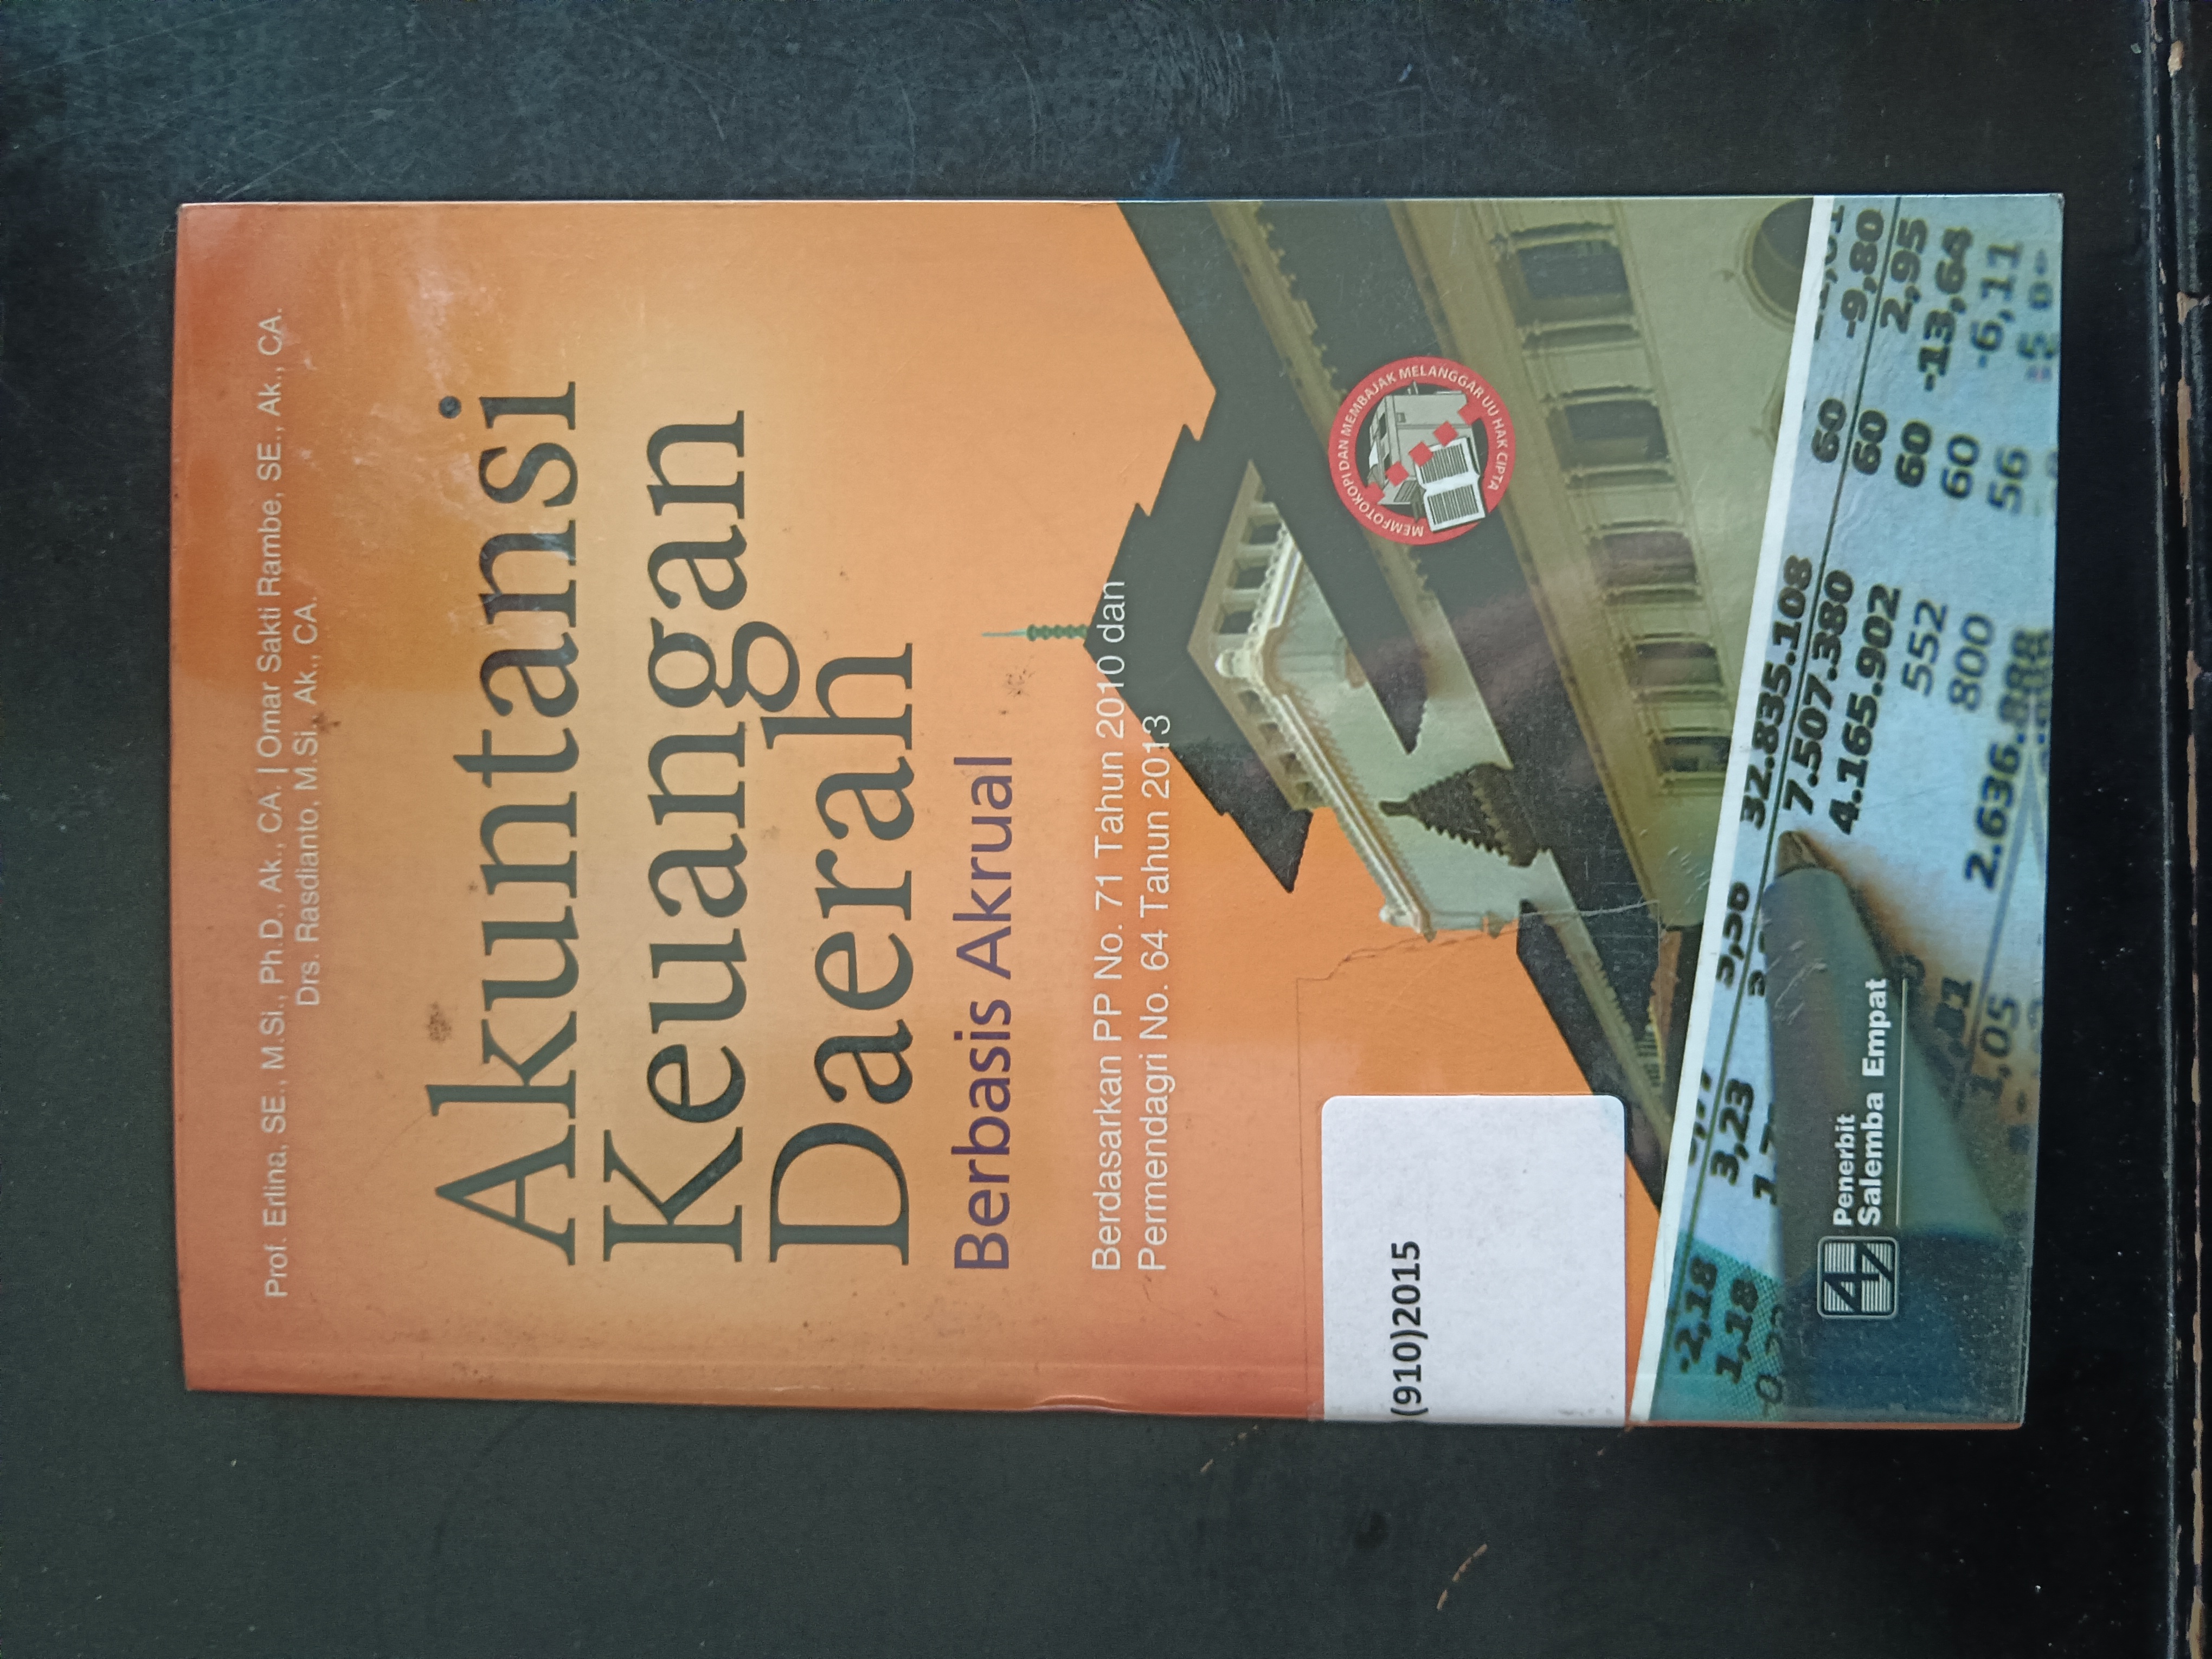 Prof. Erlina, SE., M.Si., Ph.D., Ak., CA. | Omar Sakti Rambe, SE., Ak., CA.
Drs. Rasdianto, M.Si., Ak., CA.
Akuntansi
Keuangan
Daerah
Berbasis Akrual
Berdasarkan PP No. 71 Tahun 2010 dan
Permendagri No. 64 Tahun 2013
MEMFOTOKOPI DAN MEMBAJAK MELANGGAR UU HAK CIPTA
(910)2015
-9,80
60 2,95
32.835.108 60 -13,64
7.507.380 60 -6,11
4.165.902 60
552 56
800
2.636.888
-2,18 3,23
1,18
1,05
Penerbit
Salemba Empat